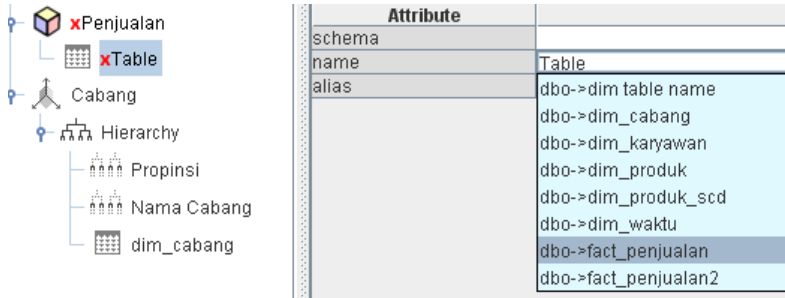 xPenjualan
xTable
Cabang
Hierarchy
Propinsi
Nama Cabang
dim_cabang
Attribute
schema
name Table
alias
dbo->dim table name
dbo->dim_cabang
dbo->dim_karyawan
dbo->dim_produk
dbo->dim_produk_scd
dbo->dim_waktu
dbo->fact_penjualan
dbo->fact_penjualan2